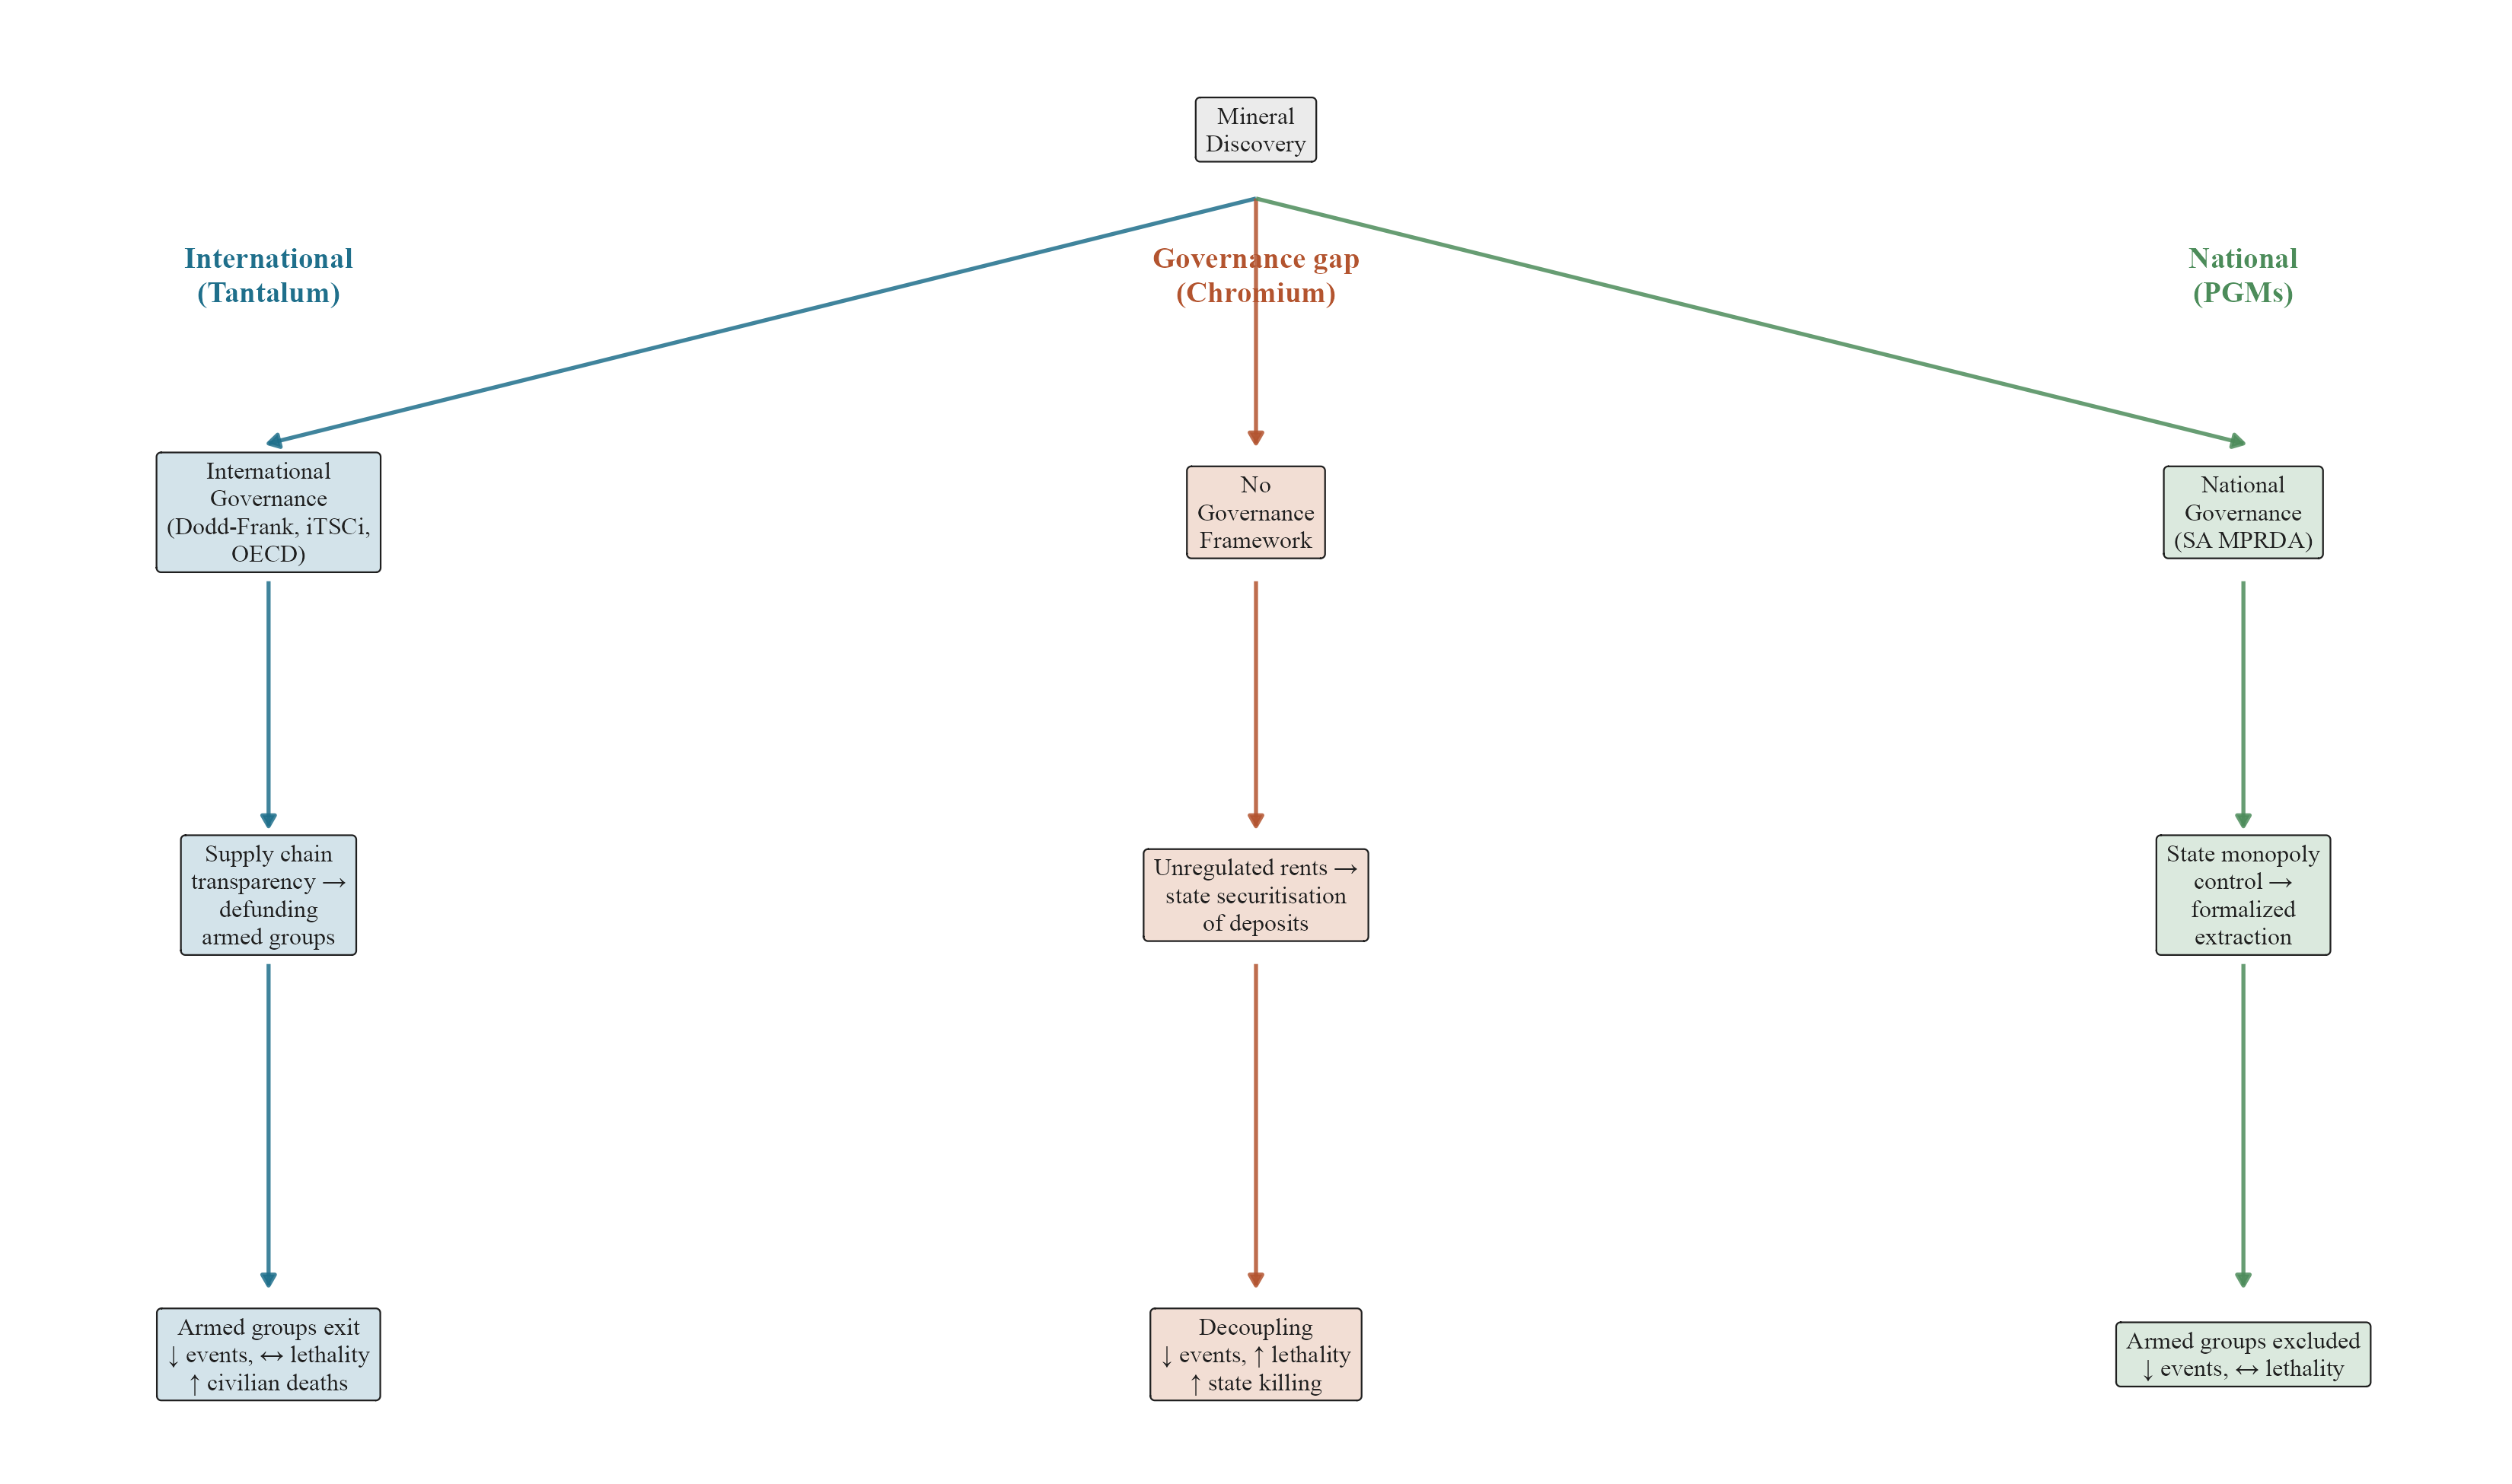 Mineral
Discovery
International
(Tantalum)
Governance gap
(Chromium)
National
(PGMs)
International
Governance
(Dodd-Frank, iTSCi,
OECD)
No
Governance
Framework
National
Governance
(SA MPRDA)
Supply chain
transparency →
defunding
armed groups
Unregulated rents →
state securitisation
of deposits
State monopoly
control →
formalized
extraction
Armed groups exit
↓ events, ↔ lethality
↑ civilian deaths
Decoupling
↓ events, ↑ lethality
↑ state killing
Armed groups excluded
↓ events, ↔ lethality